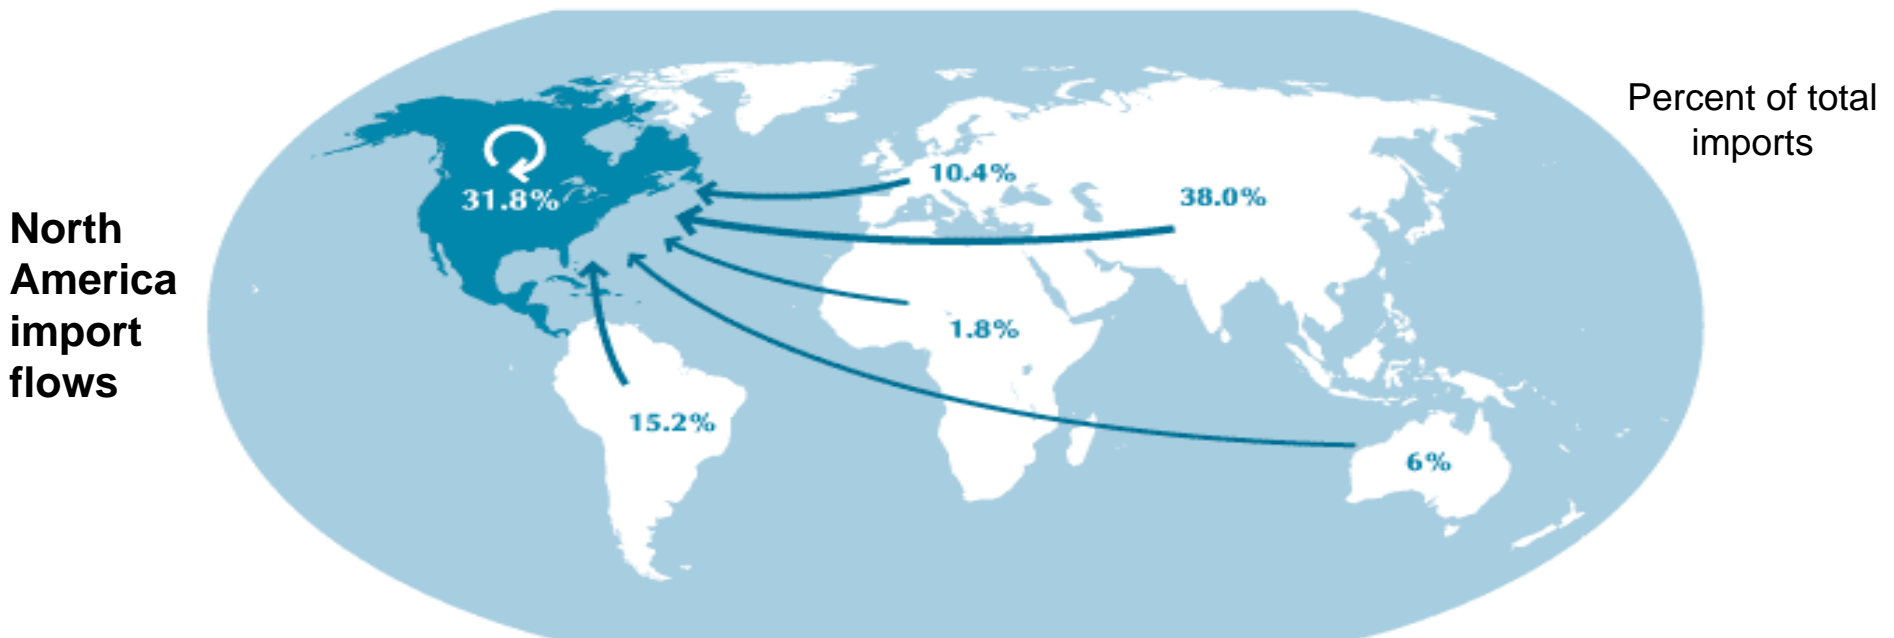 North
America
import
flows
Percent of total
imports
31.8%
10.4%
38.0%
1.8%
15.2%
6%